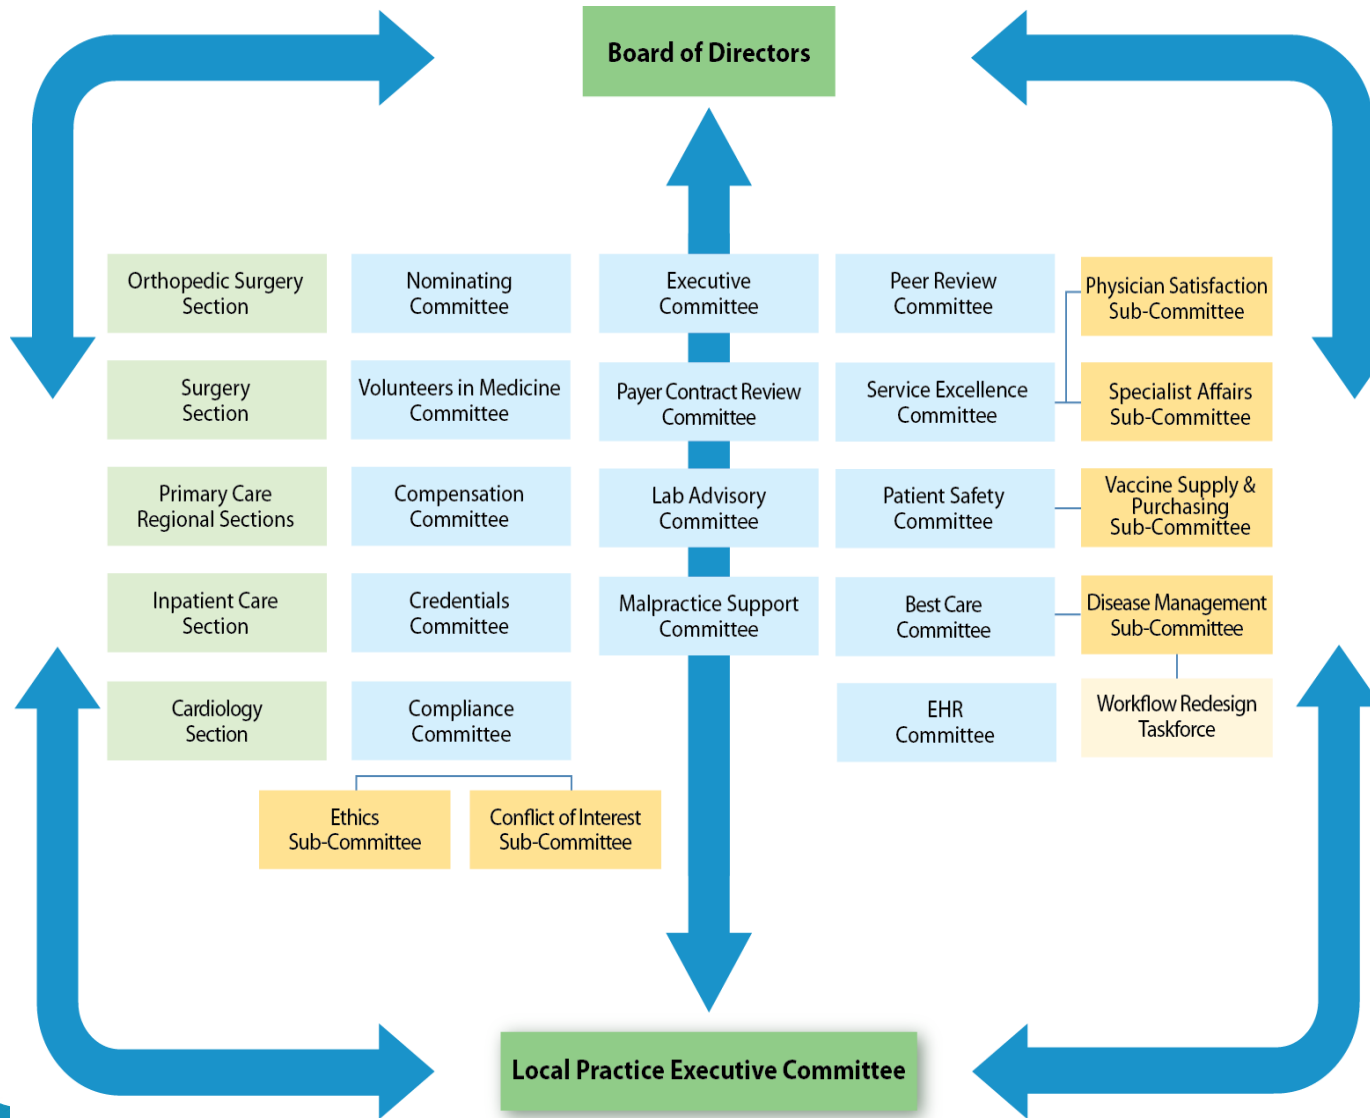 Board of Directors
Orthopedic Surgery
Section
Nominating
Committee
Executive
Committee
Peer Review
Committee
Physician Satisfaction
Sub-Committee
Surgery
Section
Volunteers in Medicine
Committee
Payer Contract Review
Committee
Service Excellence
Committee
Specialist Affairs
Sub-Committee
Primary Care
Regional Sections
Compensation
Committee
Lab Advisory
Committee
Patient Safety
Committee
Vaccine Supply &
Purchasing
Sub-Committee
Inpatient Care
Section
Credentials
Committee
Malpractice Support
Committee
Best Care
Committee
Disease Management
Sub-Committee
Cardiology
Section
Compliance
Committee
EHR
Committee
Workflow Redesign
Taskforce
Ethics
Sub-Committee
Conflict of Interest
Sub-Committee
Local Practice Executive Committee